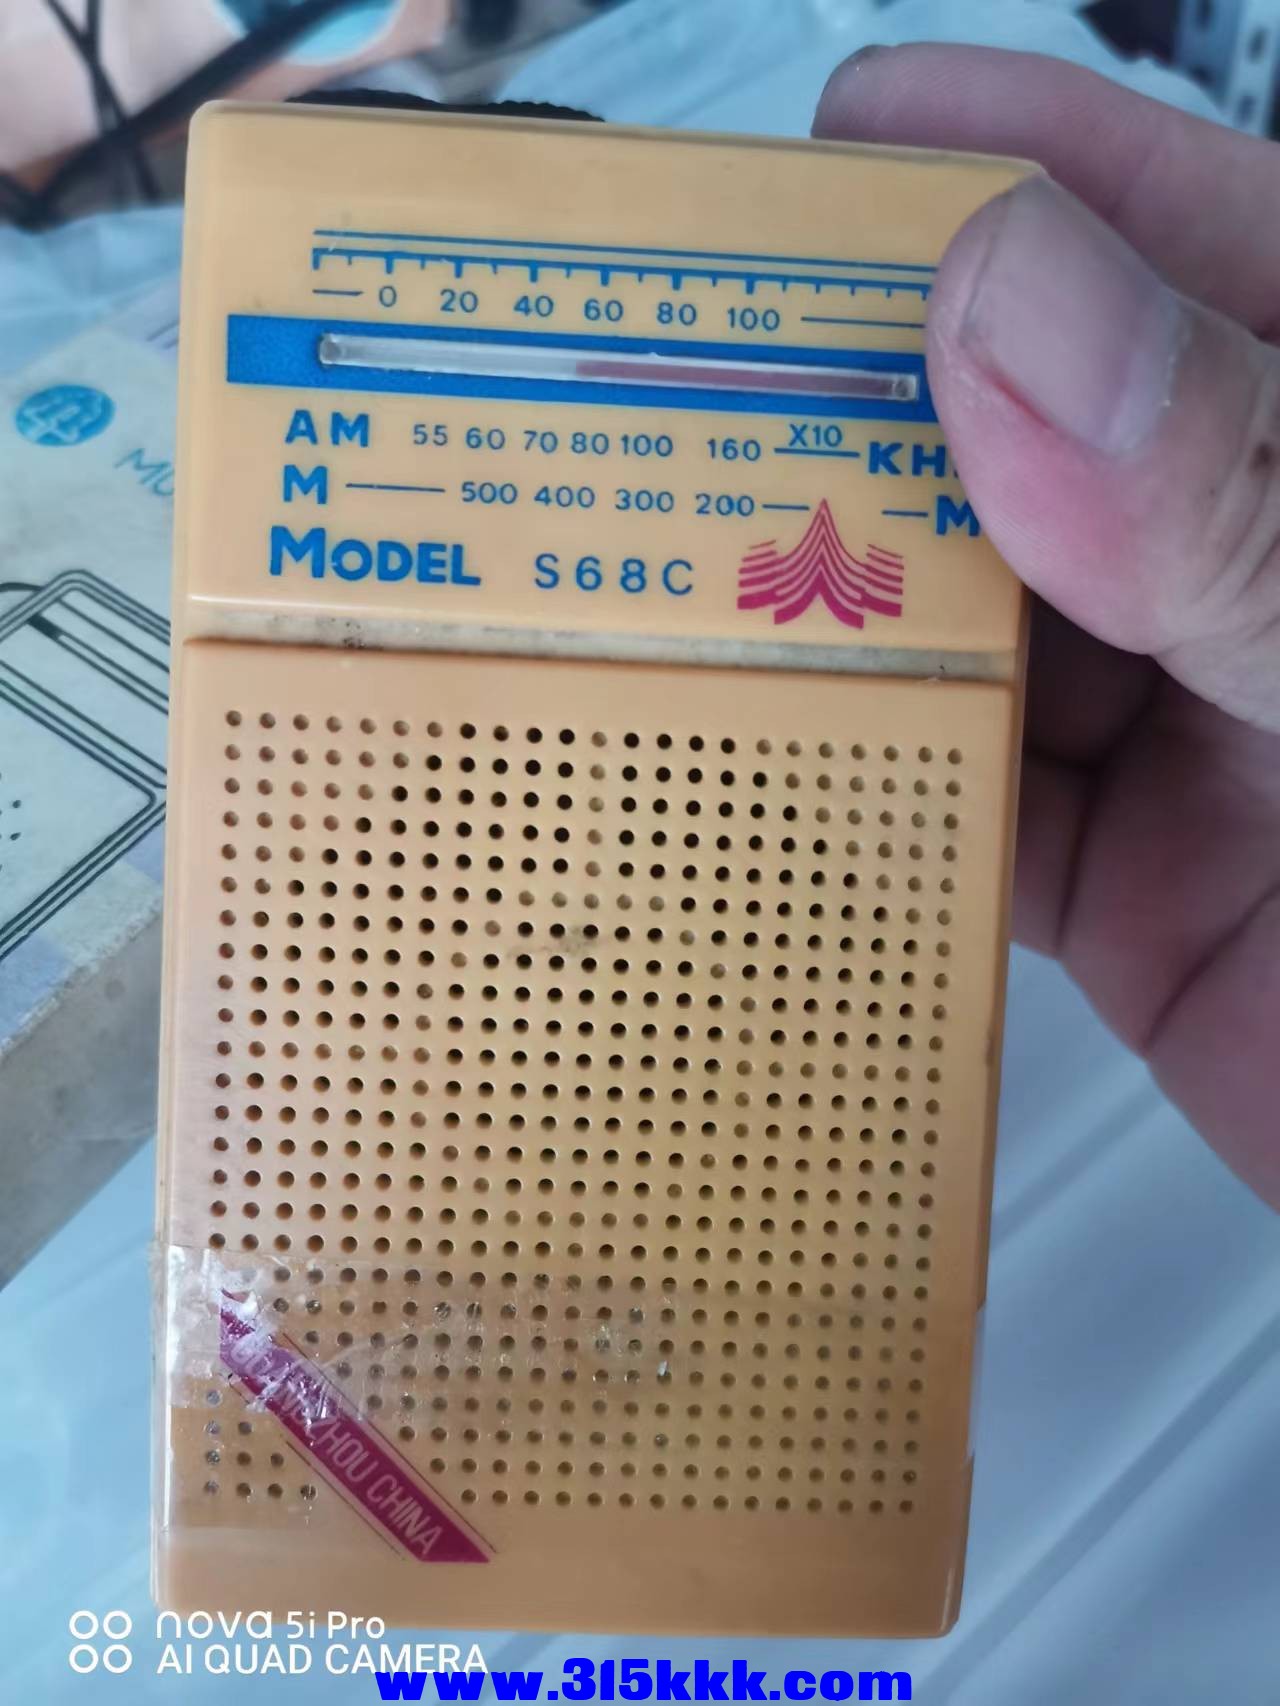 0 20 40 60 80 100
AM 55 60 70 80 100 160 X10 KH
M 500 400 300 200 M
MODEL S68C
GUANGZHOU CHINA
nova 5i Pro
AI QUAD CAMERA
www.315kkk.com